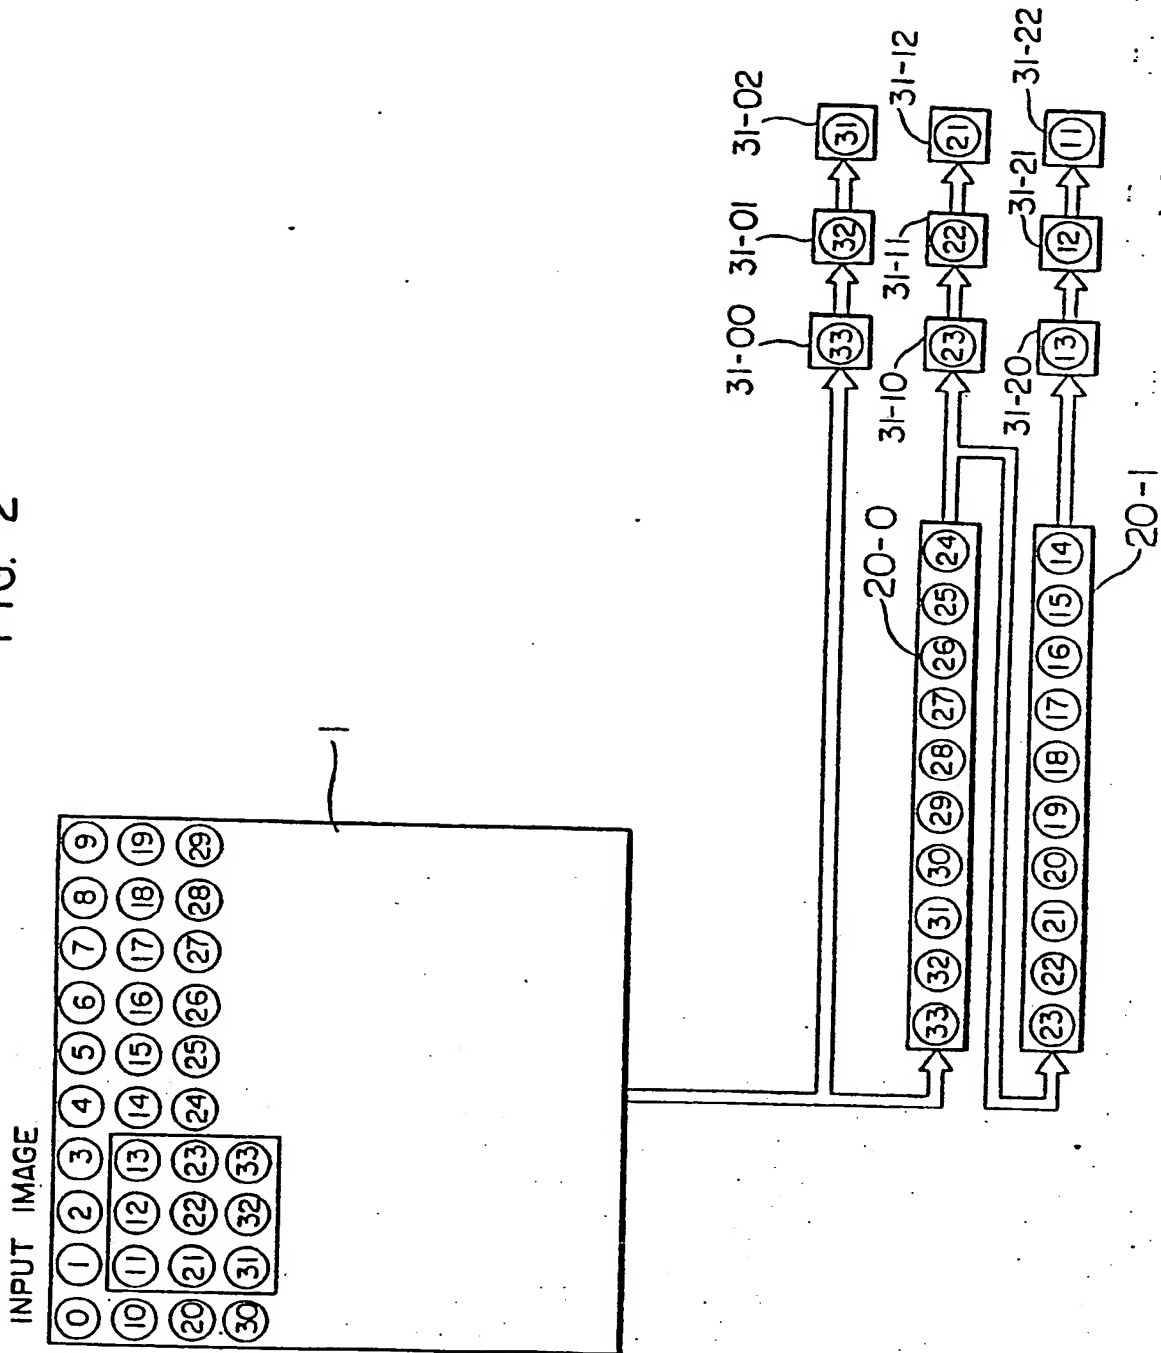 FIG. 2
INPUT IMAGE
0 1 2 3 4 5 6 7 8 9
10 11 12 13 14 15 16 17 18 19
20 21 22 23 24 25 26 27 28 29
30 31 32 33
1
31-00 31-01 31-02
33 32 31
20-0
33 32 31 30 29 28 27 26 25 24
31-10 31-11 31-12
23 22 21
23 22 21 20 19 18 17 16 15 14
20-1
31-20 31-21 31-22
13 12 11